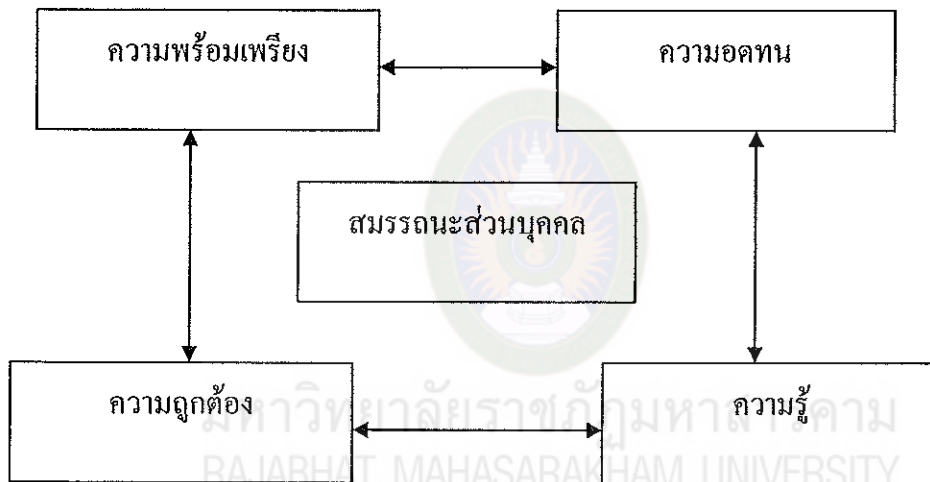 ความพร้อมเพรียง
ความอดทน
สมรรถนะส่วนบุคคล
ความถูกต้อง
ความรู้
มหาวิทยาลัยราชภัฏมหาสารคาม
RAJABHAT MAHASARAKHAM UNIVERSITY